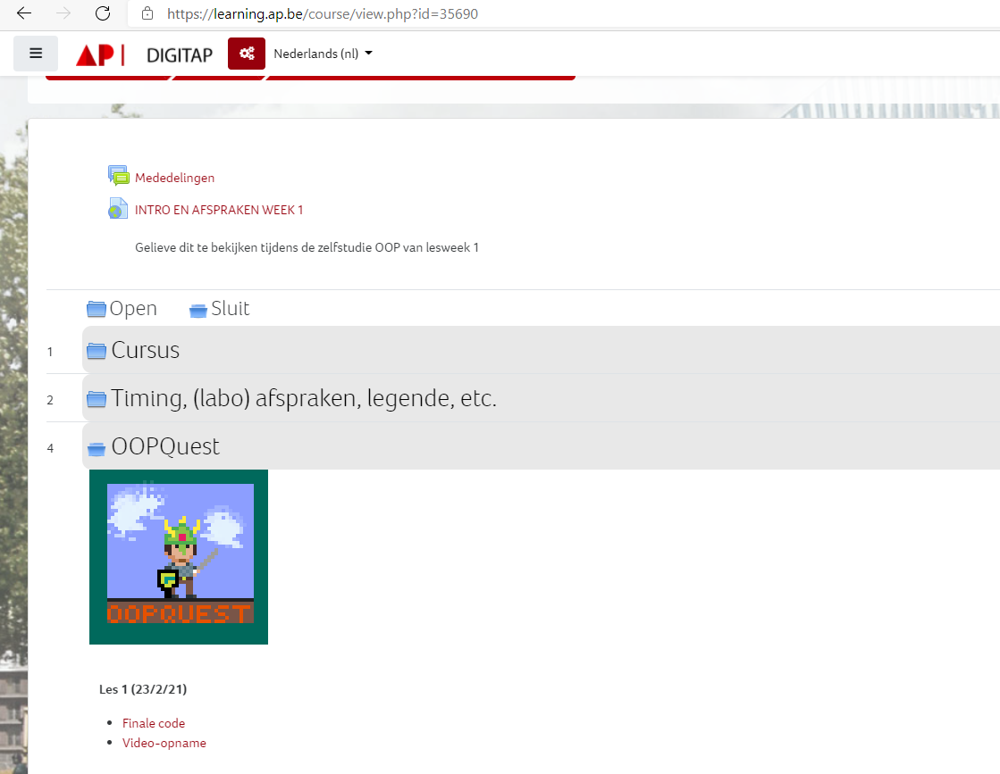 https://learning.ap.be/course/view.php?id=35690
AP DIGITAP Nederlands (nl)
Mededelingen
INTRO EN AFSPRAKEN WEEK 1
Gelieve dit te bekijken tijdens de zelfstudie OOP van lesweek 1
Open Sluit
1 Cursus
2 Timing, (labo) afspraken, legende, etc.
4 OOPQuest
OOPQUEST
Les 1 (23/2/21)
Finale code
Video-opname